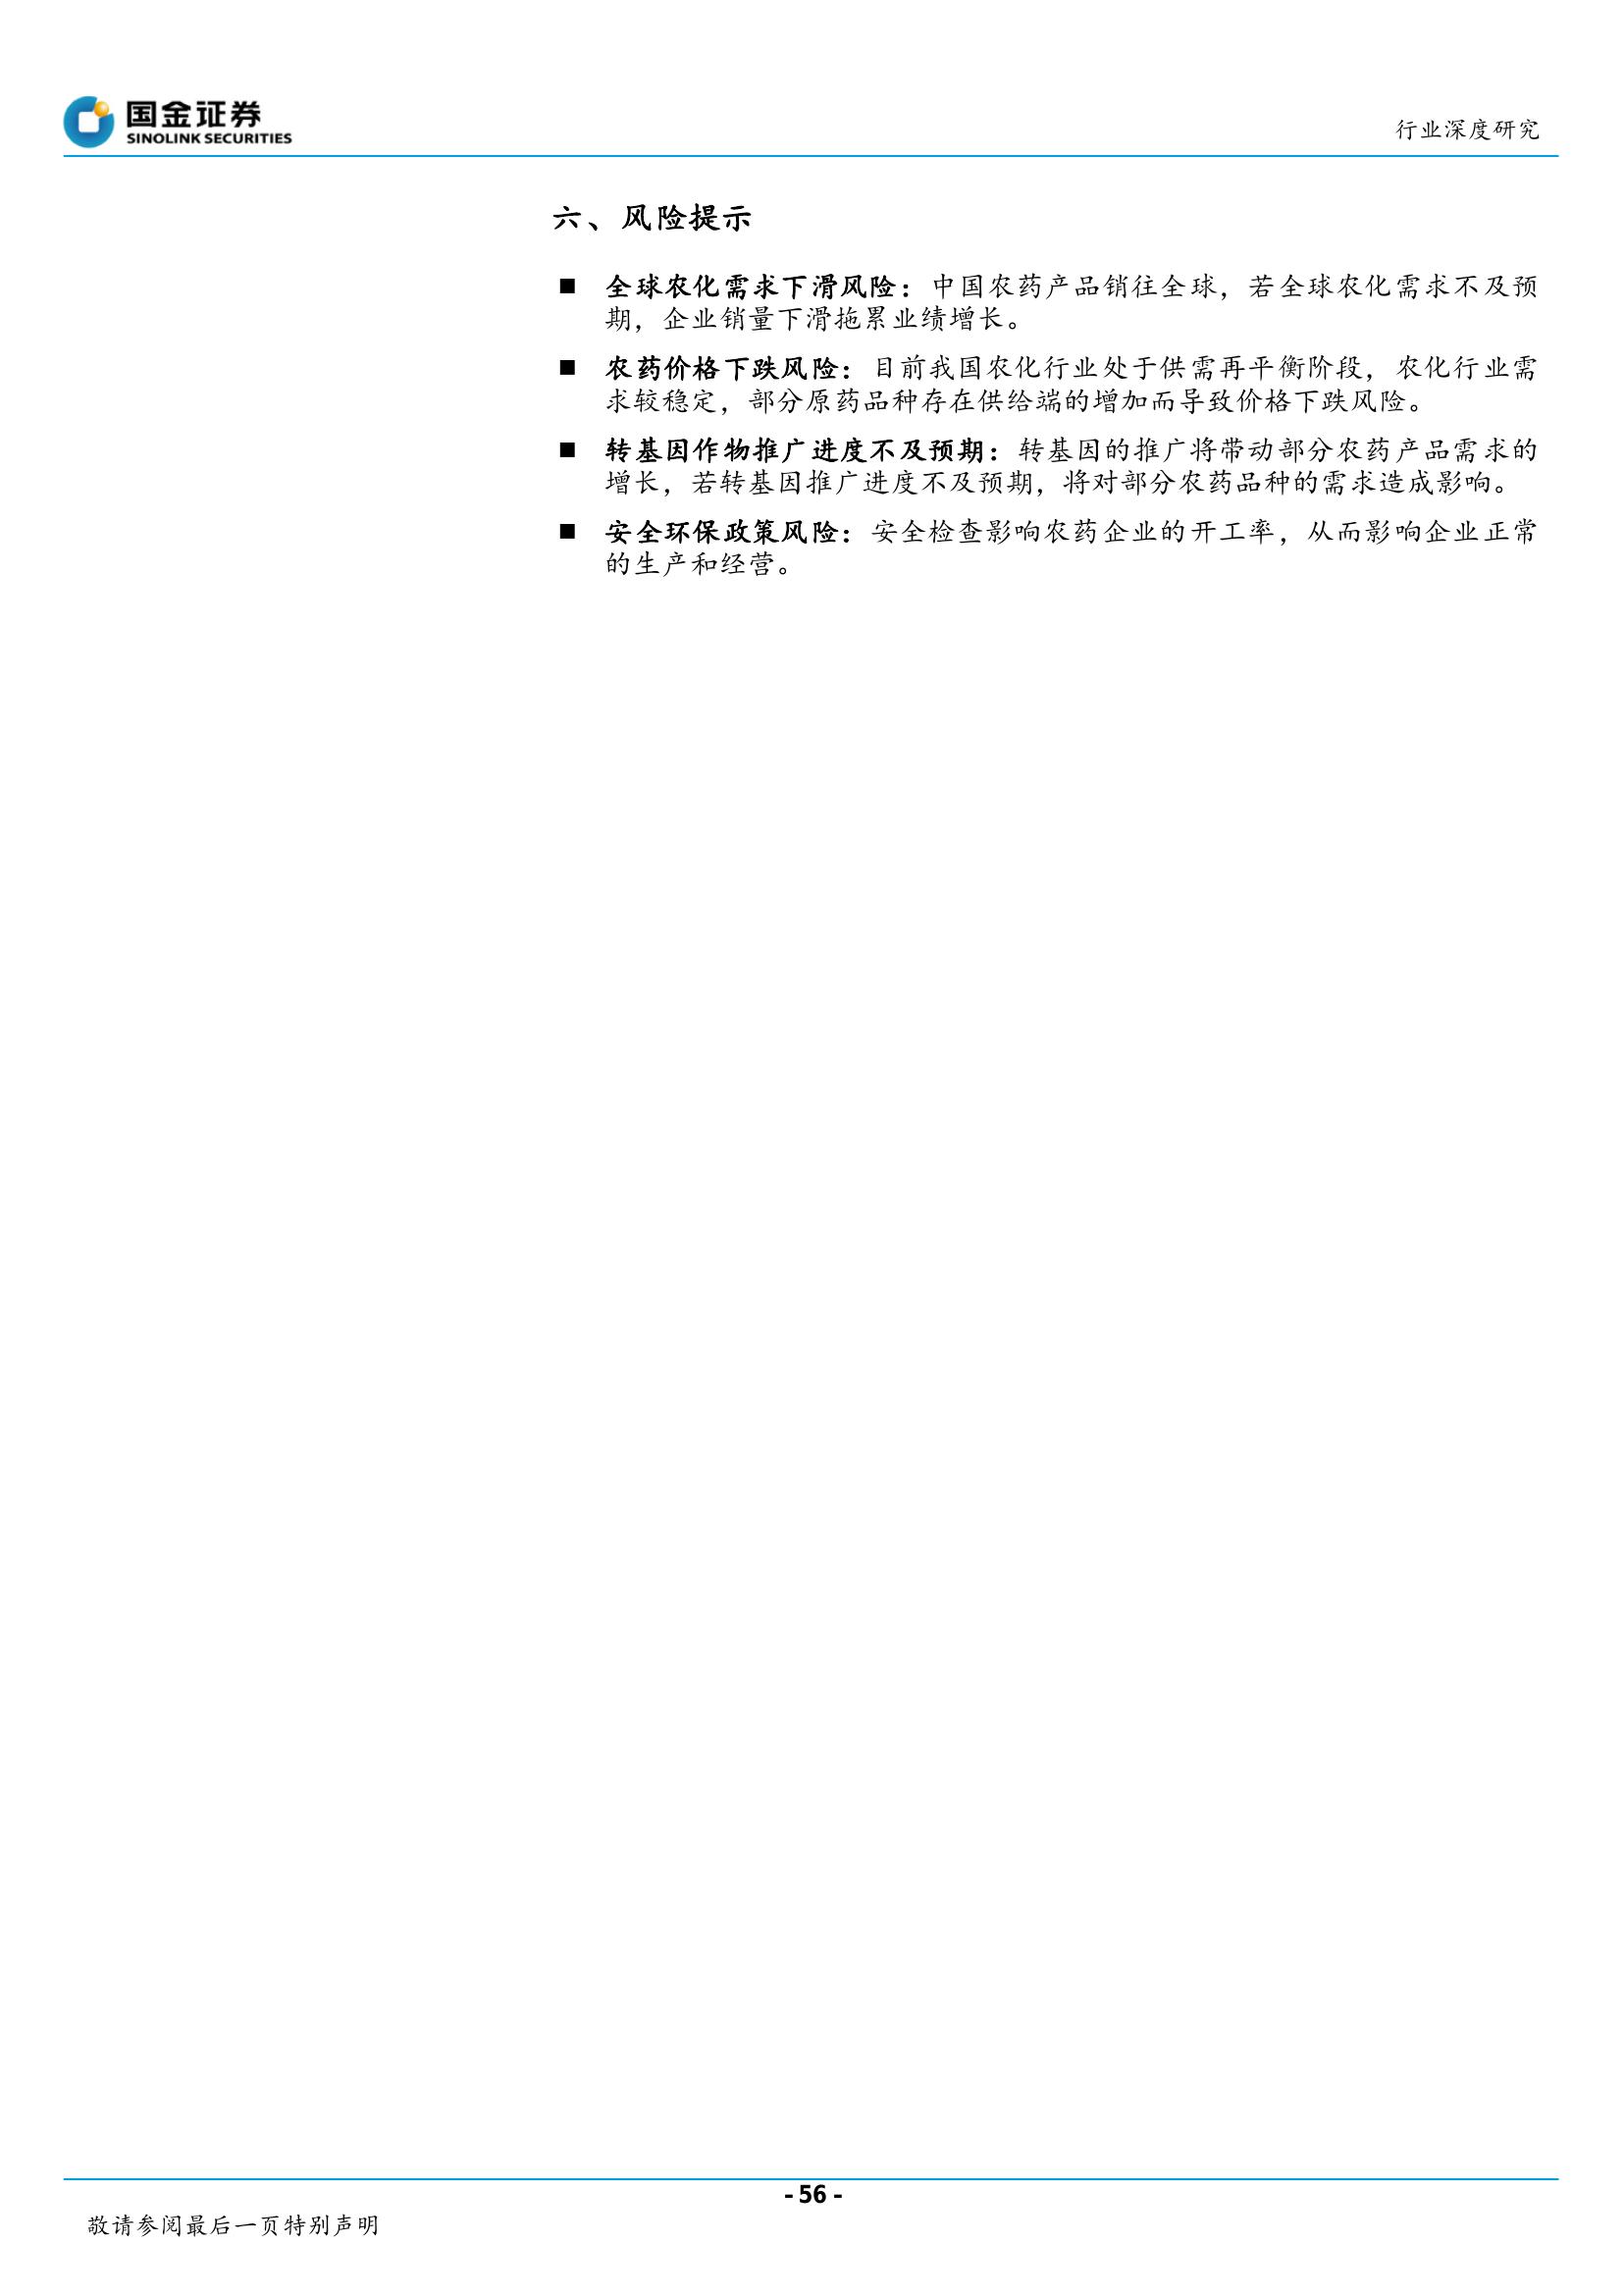 国金证券
SINOLINK SECURITIES
行业深度研究
六、风险提示
■ 全球农化需求下滑风险：中国农药产品销往全球，若全球农化需求不及预
期，企业销量下滑拖累业绩增长。
■ 农药价格下跌风险：目前我国农化行业处于供需再平衡阶段，农化行业需
求较稳定，部分原药品种存在供给端的增加而导致价格下跌风险。
■ 转基因作物推广进度不及预期：转基因的推广将带动部分农药产品需求的
增长，若转基因推广进度不及预期，将对部分农药品种的需求造成影响。
■ 安全环保政策风险：安全检查影响农药企业的开工率，从而影响企业正常
的生产和经营。
- 56 -
敬请参阅最后一页特别声明